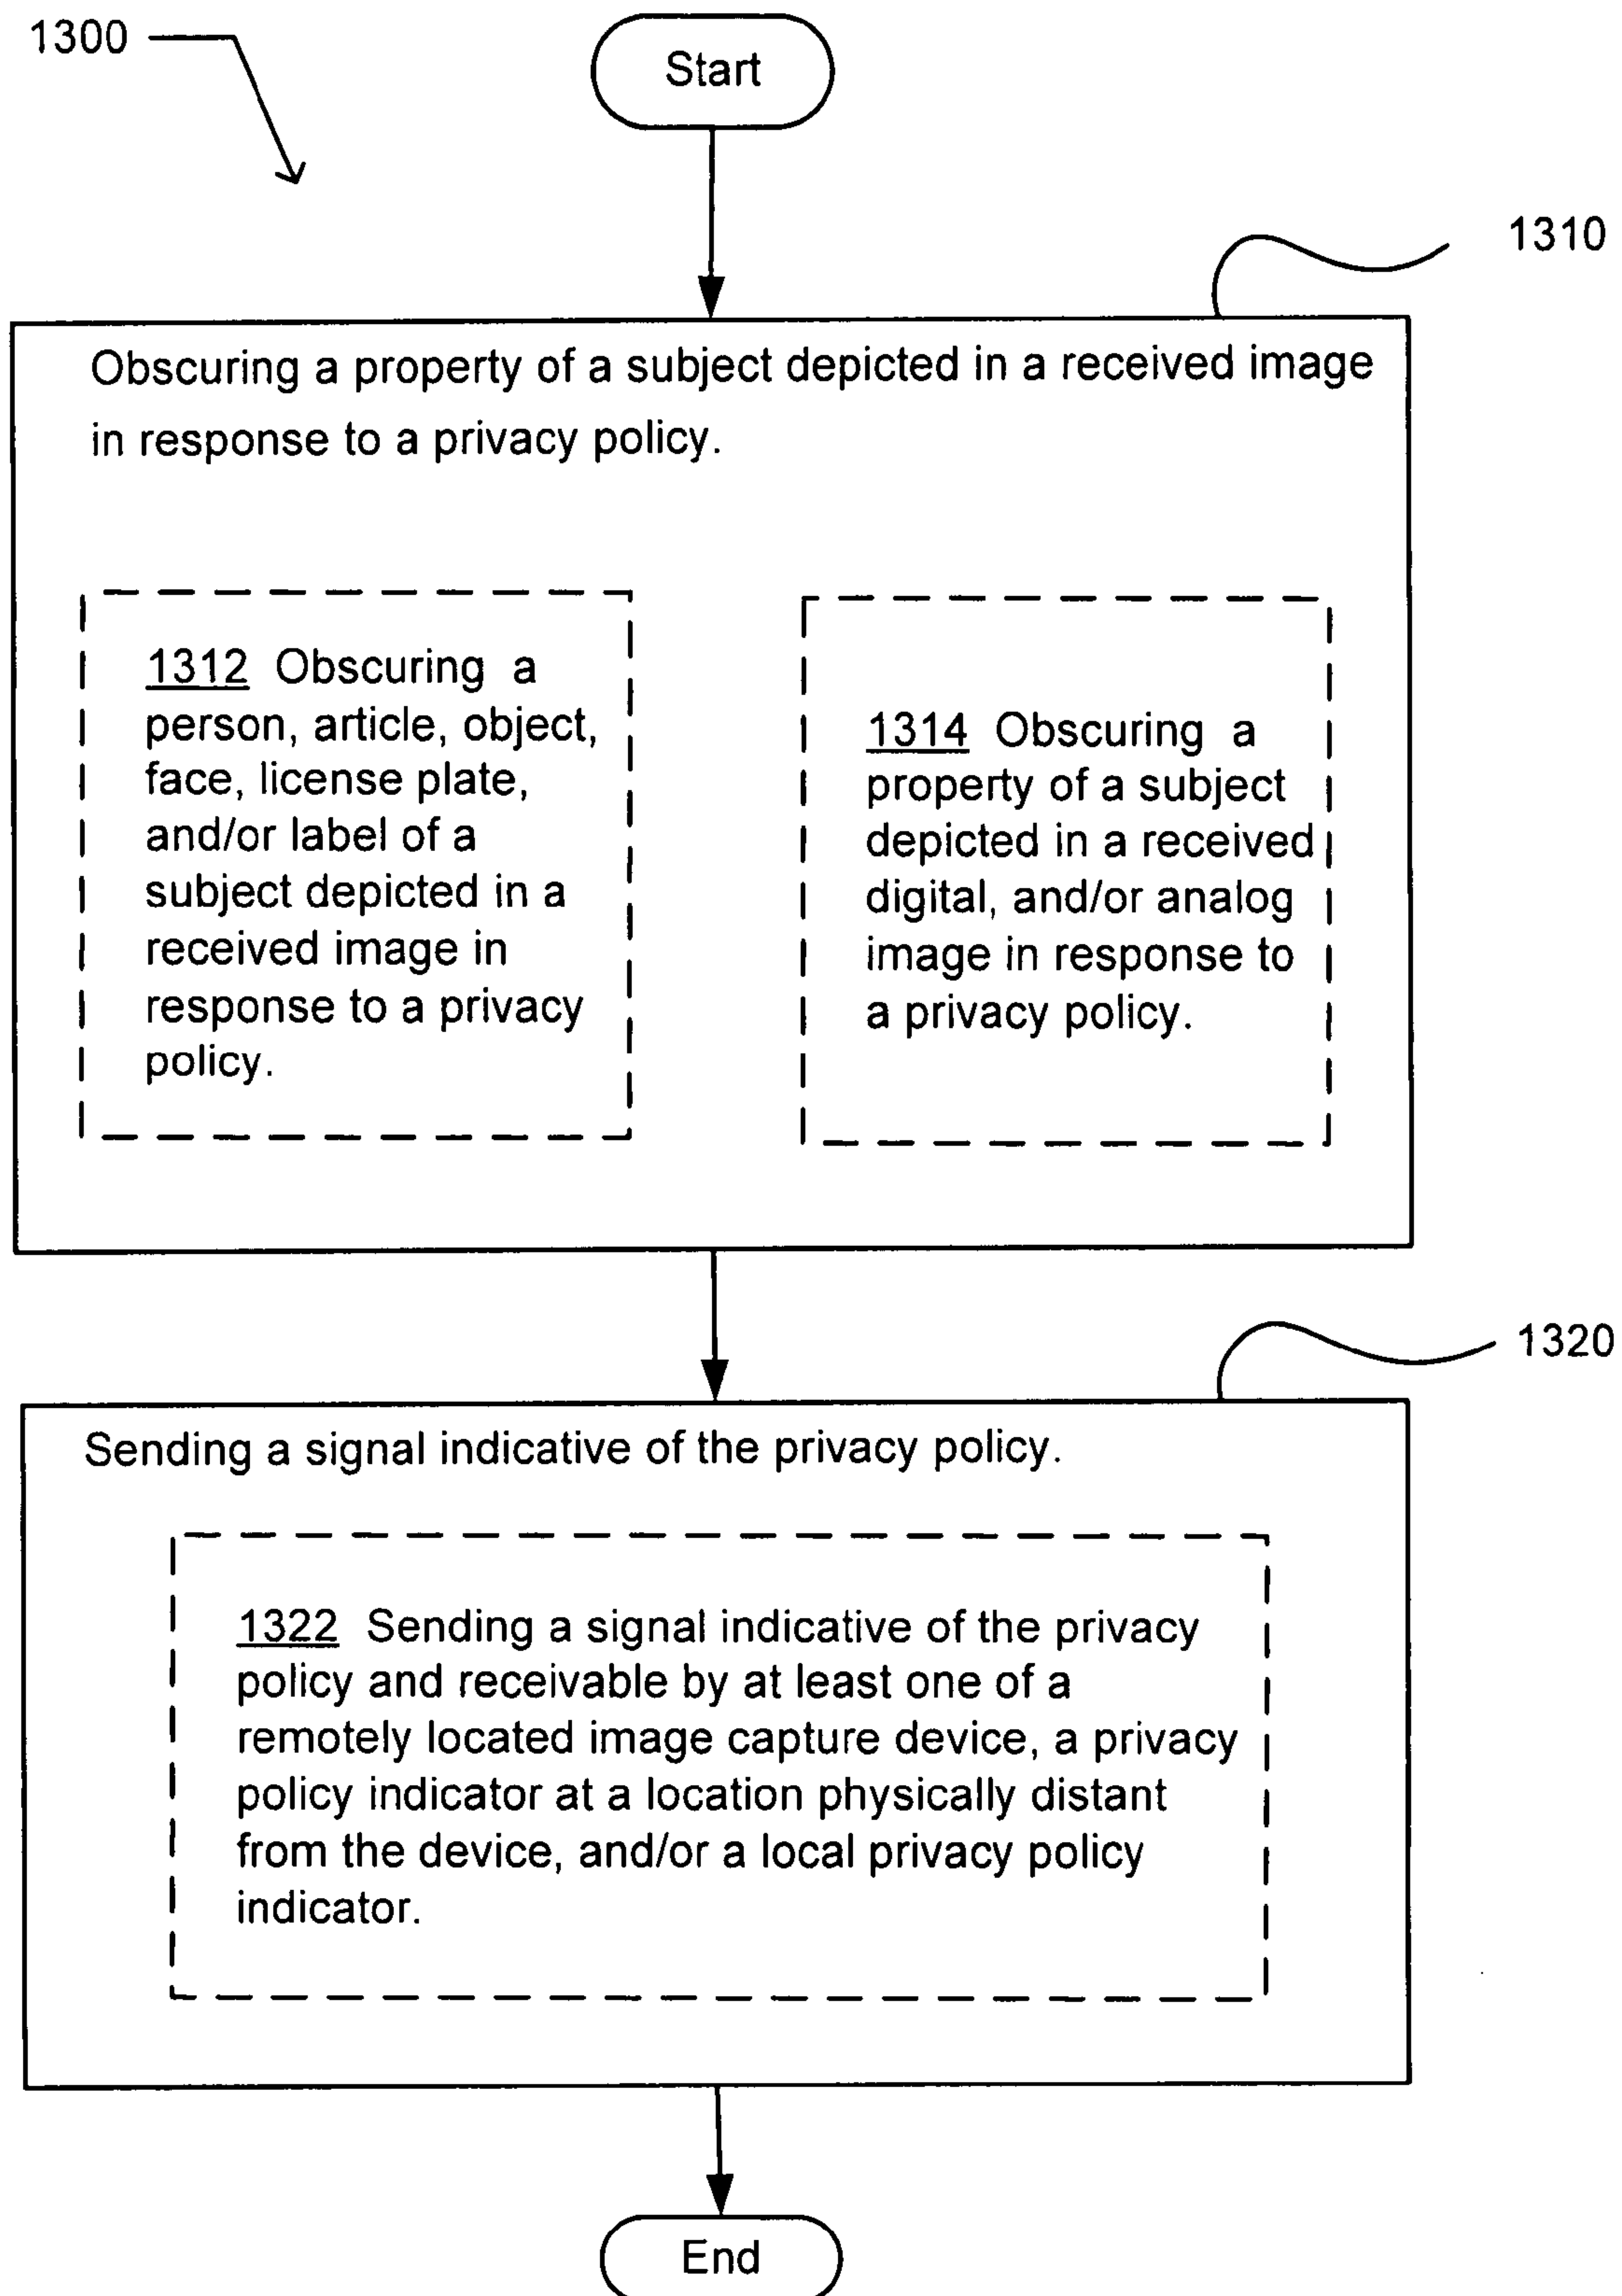 1300
Start
1310
Obscuring a property of a subject depicted in a received image
in response to a privacy policy.
1312 Obscuring a
person, article, object,
face, license plate,
and/or label of a
subject depicted in a
received image in
response to a privacy
policy.
1314 Obscuring a
property of a subject
depicted in a received
digital, and/or analog
image in response to
a privacy policy.
1320
Sending a signal indicative of the privacy policy.
1322 Sending a signal indicative of the privacy
policy and receivable by at least one of a
remotely located image capture device, a privacy
policy indicator at a location physically distant
from the device, and/or a local privacy policy
indicator.
End